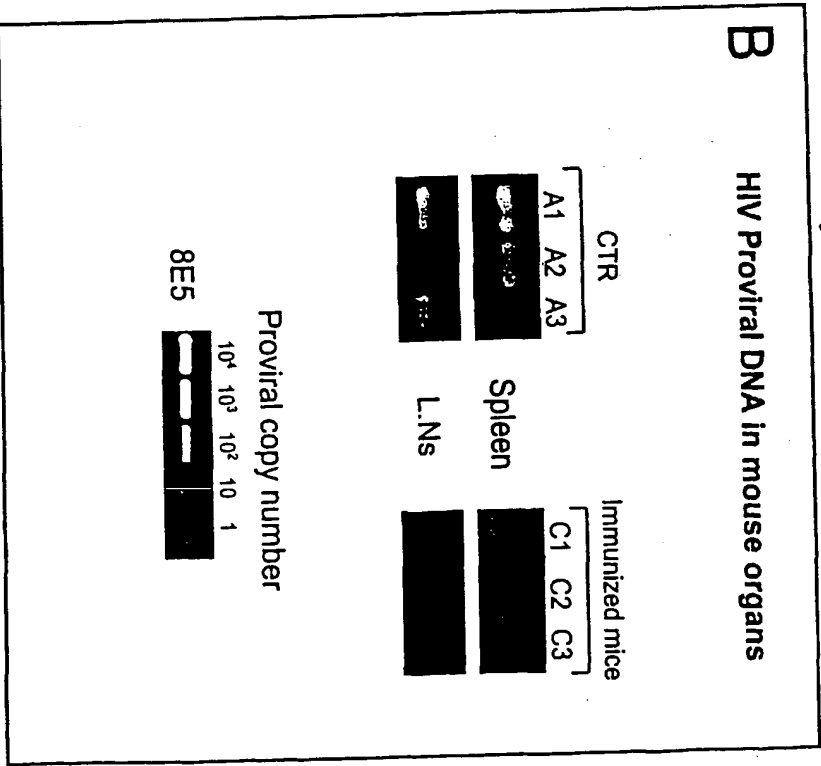 B
HIV Proviral DNA in mouse organs
CTR
Immunized mice
A1 A2 A3
C1 C2 C3
Spleen
L.Ns
Proviral copy number
10⁴ 10³ 10² 10 1
8E5